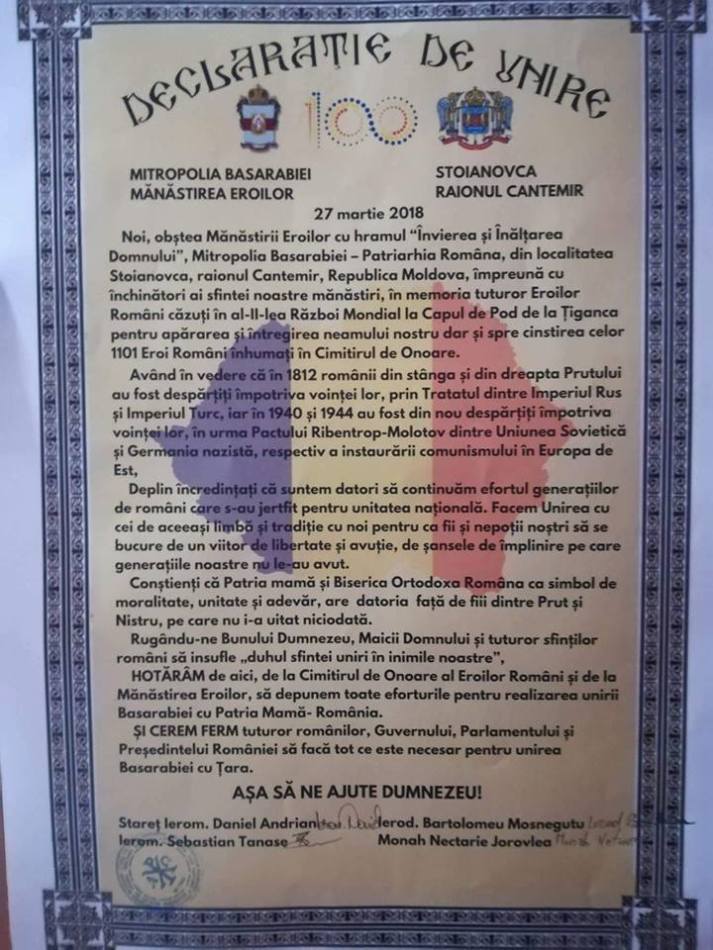 DECLARAȚIE DE UNIRE
100
MITROPOLIA BASARABIEI
MĂNĂSTIREA EROILOR
STOIANOVCA
RAIONUL CANTEMIR
27 martie 2018
Noi, obștea Mănăstirii Eroilor cu hramul “Învierea și Înălțarea
Domnului”, Mitropolia Basarabiei – Patriarhia Română, din localitatea
Stoianovca, raionul Cantemir, Republica Moldova, împreună cu
închinători ai sfintei noastre mănăstiri, în memoria tuturor Eroilor
Români căzuți în al-II-lea Război Mondial la Capul de Pod de la Țiganca
pentru apărarea și întregirea neamului nostru dar și spre cinstirea celor
1101 Eroi Români înhumați în Cimitirul de Onoare.
Având în vedere că în 1812 românii din stânga și din dreapta Prutului
au fost despărțiți împotriva voinței lor, prin Tratatul dintre Imperiul Rus
și Imperiul Turc, iar în 1940 și 1944 au fost din nou despărțiți împotriva
voinței lor, în urma Pactului Ribentrop-Molotov dintre Uniunea Sovietică
și Germania nazistă, respectiv a instaurării comunismului în Europa de
Est,
Deplin încredințați că suntem datori să continuăm efortul generațiilor
de români care s-au jertfit pentru unitatea națională. Facem Unirea cu
cei de aceeași limbă și tradiție cu noi pentru ca fii și nepoții noștri să se
bucure de un viitor de libertate și avuție, de șansele de împlinire pe care
generațiile noastre nu le-au avut.
Conștienți că Patria mamă și Biserica Ortodoxa Româna ca simbol de
moralitate, unitate și adevăr, are datoria față de fiii dintre Prut și
Nistru, pe care nu i-a uitat niciodată.
Rugându-ne Bunului Dumnezeu, Maicii Domnului și tuturor sfinților
români să insufle „duhul sfintei uniri în inimile noastre”,
HOTĂRÂM de aici, de la Cimitirul de Onoare al Eroilor Români și de la
Mănăstirea Eroilor, să depunem toate eforturile pentru realizarea unirii
Basarabiei cu Patria Mamă- România.
ȘI CEREM FERM tuturor românilor, Guvernului, Parlamentului și
Președintelui României să facă tot ce este necesar pentru unirea
Basarabiei cu Țara.
AȘA SĂ NE AJUTE DUMNEZEU!
Stareț Ierom. Daniel Andrian Ierod. Bartolomeu Mosnegutu
Ierom. Sebastian Tanase Monah Nectarie Jorovlea